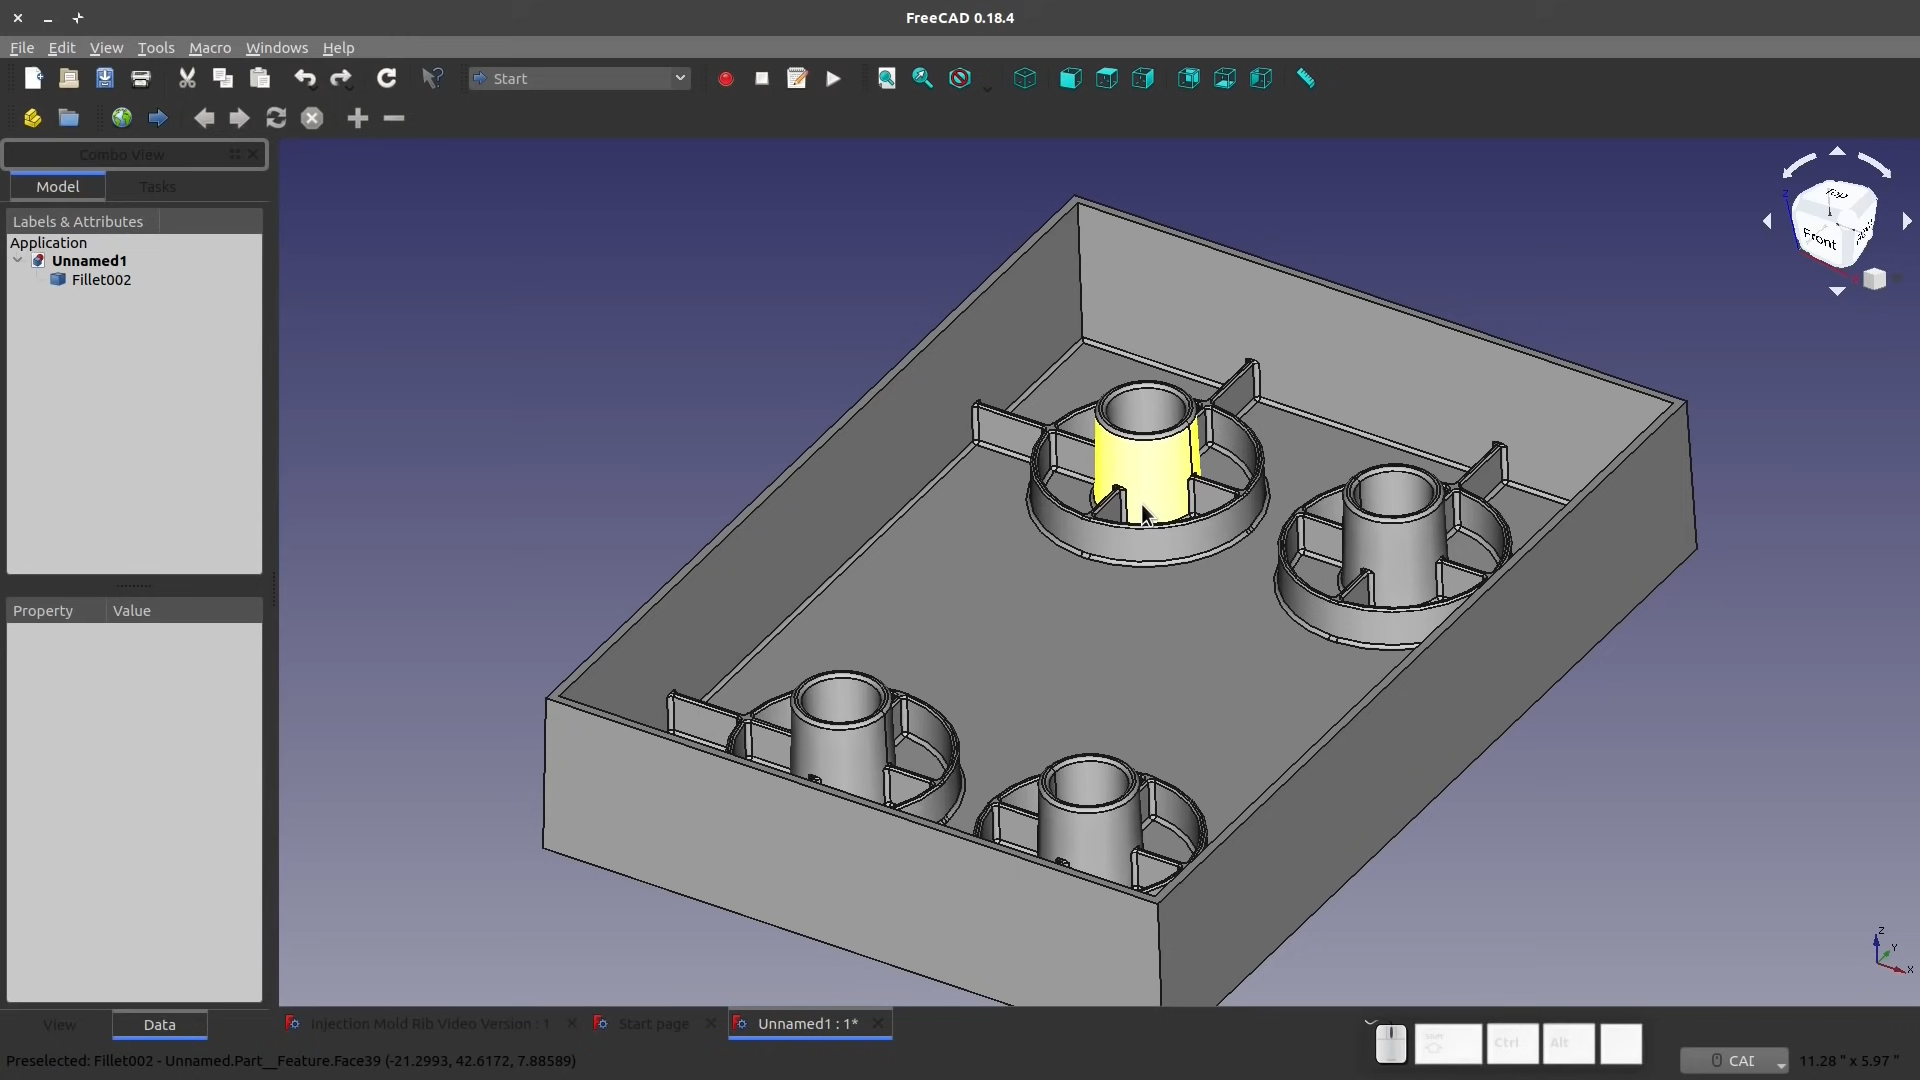 FreeCAD 0.18.4
File Edit View Tools Macro Windows Help
Start
Combo View
Model Tasks
Labels & Attributes
Application
Unnamed1
Fillet002
Property Value
View Data
Injection Mold Rib Video Version : 1
Start page
Unnamed1 : 1*
Preselected: Fillet002 - Unnamed.Part__Feature.Face39 (-21.2993, 42.6172, 7.88589)
Shift Ctrl Alt
CAD
11.28 " x 5.97 "
Top
Front
Z
Z
Y
X